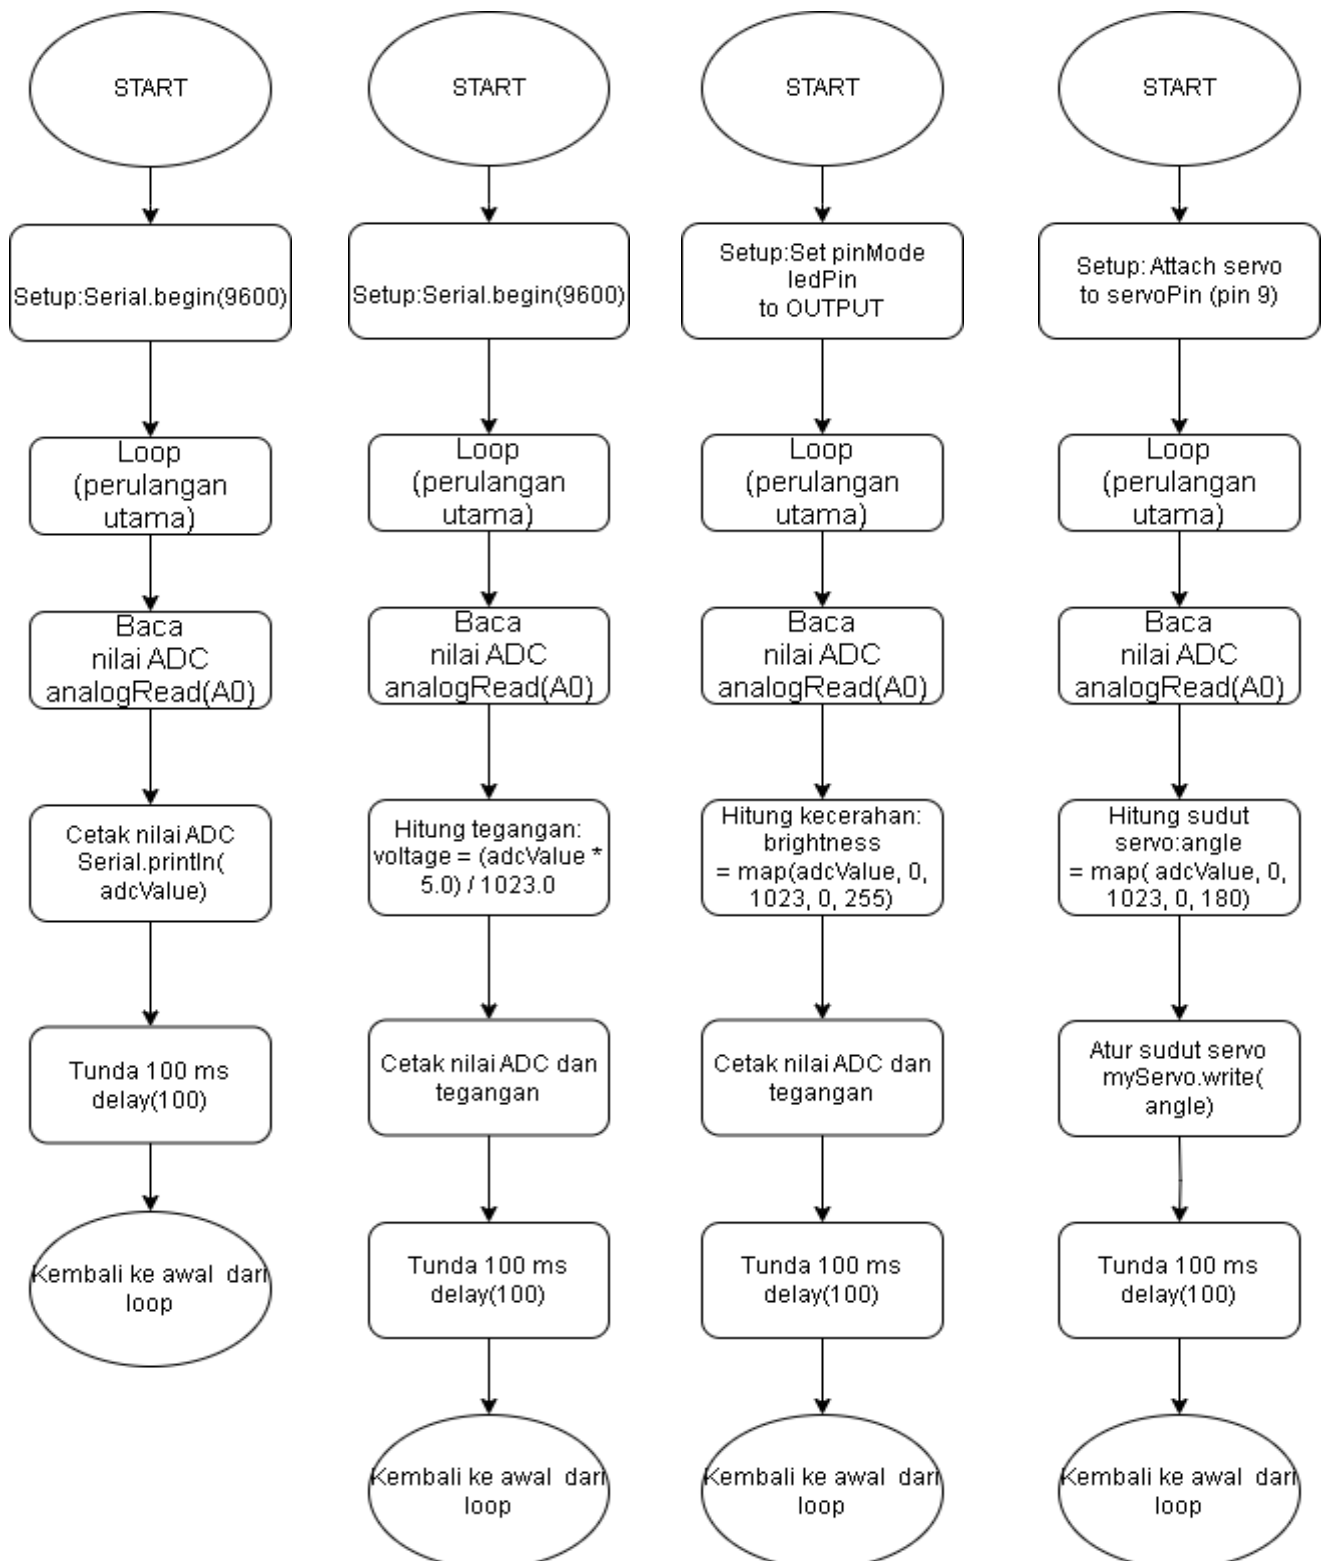 START
Setup:Serial.begin(9600)
Loop
(perulangan
utama)
Baca
nilai ADC
analogRead(A0)
Cetak nilai ADC
Serial.println(
adcValue)
Tunda 100 ms
delay(100)
Kembali ke awal dari
loop
START
Setup:Serial.begin(9600)
Loop
(perulangan
utama)
Baca
nilai ADC
analogRead(A0)
Hitung tegangan:
voltage = (adcValue *
5.0) / 1023.0
Cetak nilai ADC dan
tegangan
Tunda 100 ms
delay(100)
Kembali ke awal dari
loop
START
Setup:Set pinMode
ledPin
to OUTPUT
Loop
(perulangan
utama)
Baca
nilai ADC
analogRead(A0)
Hitung kecerahan:
brightness
= map(adcValue, 0,
1023, 0, 255)
Cetak nilai ADC dan
tegangan
Tunda 100 ms
delay(100)
Kembali ke awal dari
loop
START
Setup: Attach servo
to servoPin (pin 9)
Loop
(perulangan
utama)
Baca
nilai ADC
analogRead(A0)
Hitung sudut
servo:angle
= map( adcValue, 0,
1023, 0, 180)
Atur sudut servo
myServo.write(
angle)
Tunda 100 ms
delay(100)
Kembali ke awal dari
loop